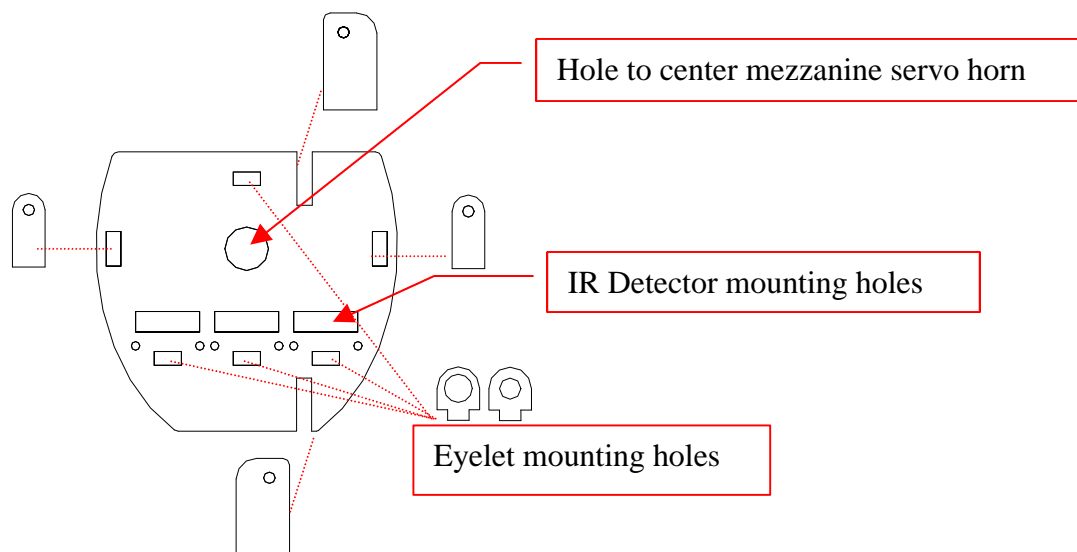 Hole to center mezzanine servo horn
IR Detector mounting holes
Eyelet mounting holes